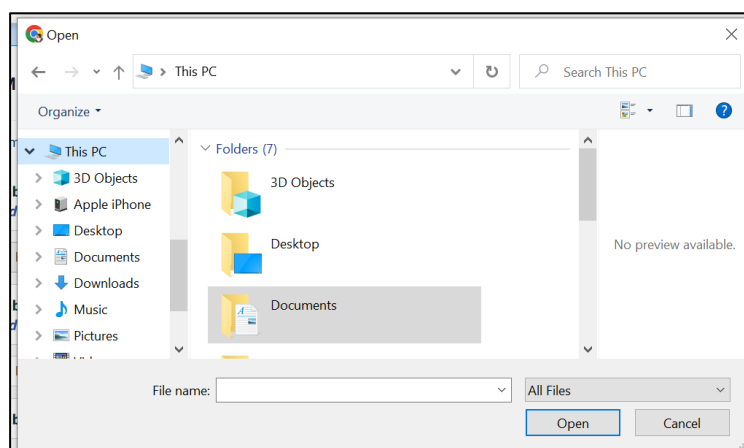 Open
This PC
Search This PC
Organize
This PC
3D Objects
Apple iPhone
Desktop
Documents
Downloads
Music
Pictures
Folders (7)
3D Objects
Desktop
Documents
No preview available.
File name:
All Files
Open
Cancel